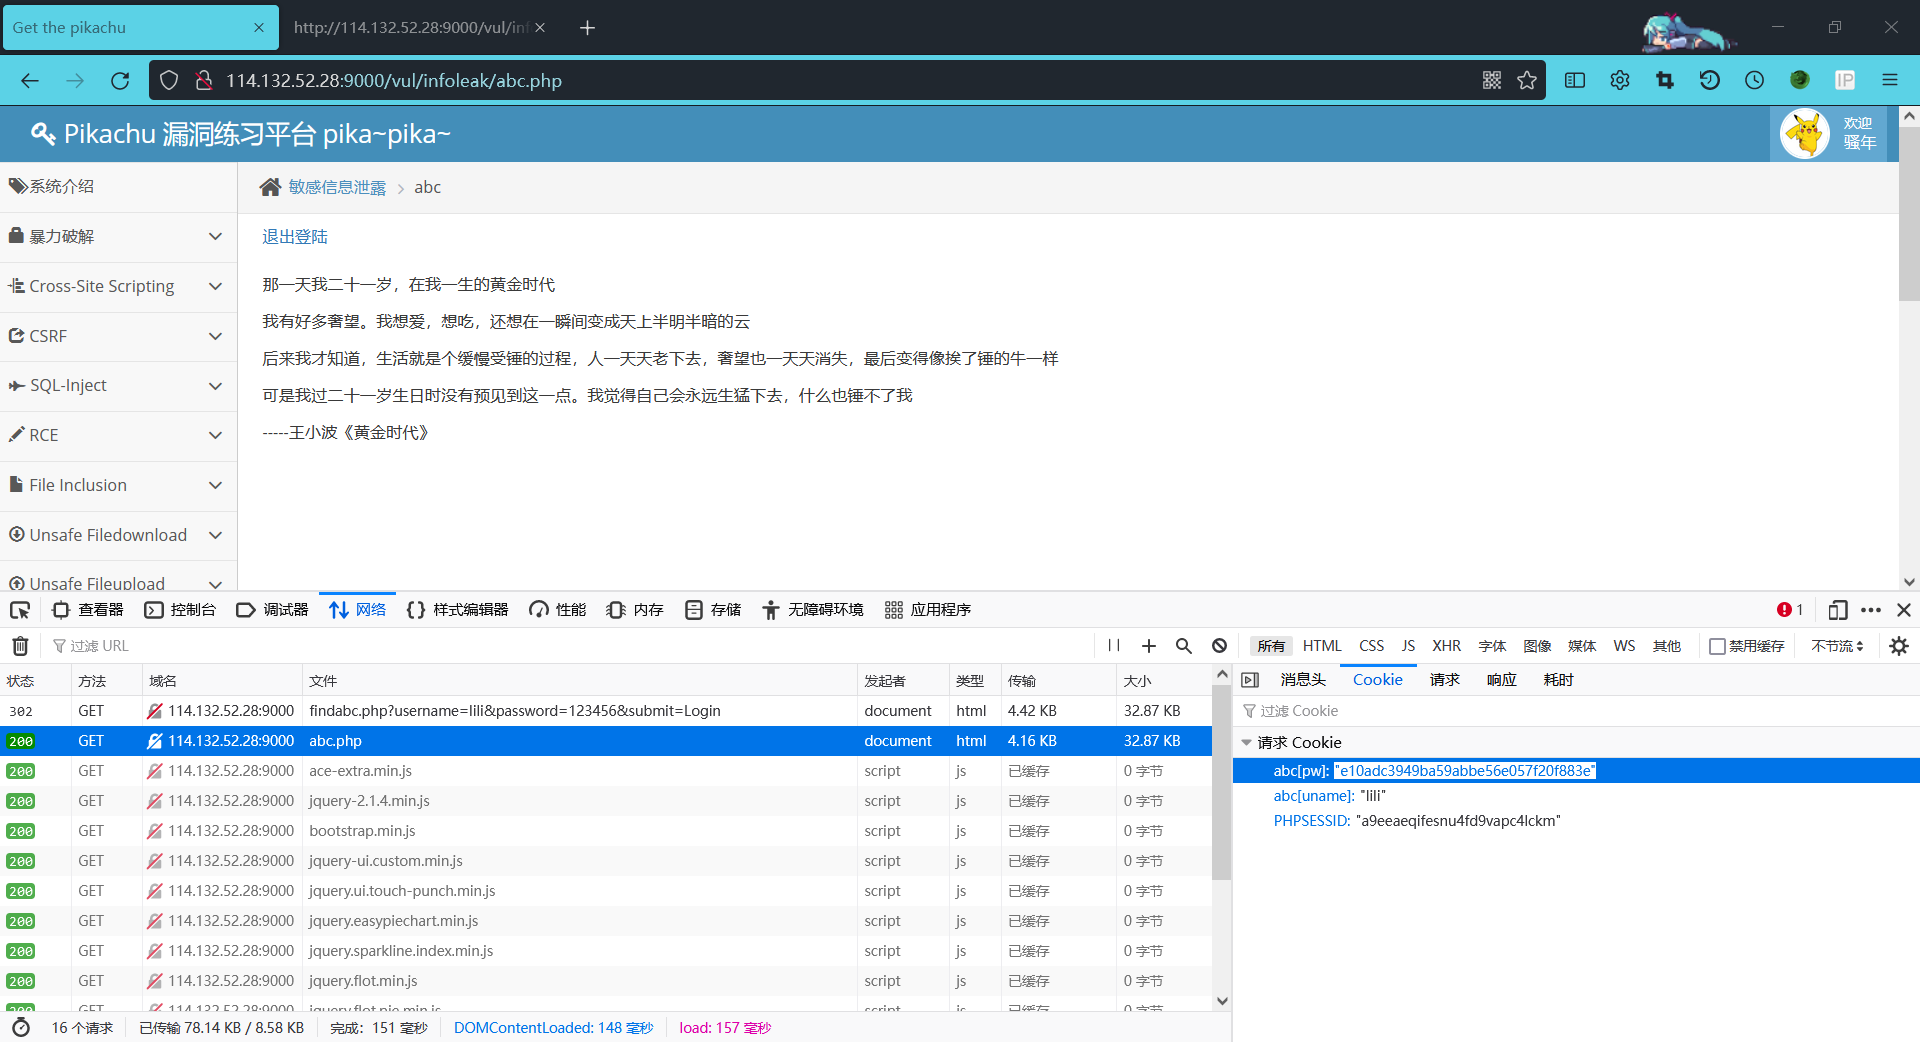 Get the pikachu
http://114.132.52.28:9000/vul/inf
114.132.52.28:9000/vul/infoleak/abc.php
IP
Pikachu 漏洞练习平台 pika~pika~
欢迎
骚年
系统介绍
暴力破解
Cross-Site Scripting
CSRF
SQL-Inject
RCE
File Inclusion
Unsafe Filedownload
Unsafe Fileupload
敏感信息泄露 > abc
退出登陆
那一天我二十一岁，在我一生的黄金时代
我有好多奢望。我想爱，想吃，还想在一瞬间变成天上半明半暗的云
后来我才知道，生活就是个缓慢受锤的过程，人一天天老下去，奢望也一天天消失，最后变得像挨了锤的牛一样
可是我过二十一岁生日时没有预见到这一点。我觉得自己会永远生猛下去，什么也锤不了我
-----王小波《黄金时代》
查看器 控制台 调试器 网络 样式编辑器 性能 内存 存储 无障碍环境 应用程序 1
过滤 URL
所有 HTML CSS JS XHR 字体 图像 媒体 WS 其他 禁用缓存 不节流
状态 方法 域名 文件 发起者 类型 传输 大小
302 GET 114.132.52.28:9000 findabc.php?username=lili&password=123456&submit=Login document html 4.42 KB 32.87 KB
200 GET 114.132.52.28:9000 abc.php document html 4.16 KB 32.87 KB
200 GET 114.132.52.28:9000 ace-extra.min.js script js 已缓存 0 字节
200 GET 114.132.52.28:9000 jquery-2.1.4.min.js script js 已缓存 0 字节
200 GET 114.132.52.28:9000 bootstrap.min.js script js 已缓存 0 字节
200 GET 114.132.52.28:9000 jquery-ui.custom.min.js script js 已缓存 0 字节
200 GET 114.132.52.28:9000 jquery.ui.touch-punch.min.js script js 已缓存 0 字节
200 GET 114.132.52.28:9000 jquery.easypiechart.min.js script js 已缓存 0 字节
200 GET 114.132.52.28:9000 jquery.sparkline.index.min.js script js 已缓存 0 字节
200 GET 114.132.52.28:9000 jquery.flot.min.js script js 已缓存 0 字节
200 GET 114.132.52.28:9000 jquery.flot.pie.min.js script js 已缓存 0 字节
16 个请求 已传输 78.14 KB / 8.58 KB 完成：151 毫秒 DOMContentLoaded: 148 毫秒 load: 157 毫秒
消息头 Cookie 请求 响应 耗时
过滤 Cookie
请求 Cookie
abc[pw]: "e10adc3949ba59abbe56e057f20f883e"
abc[uname]: "lili"
PHPSESSID: "a9eeaeqifesnu4fd9vapc4lckm"